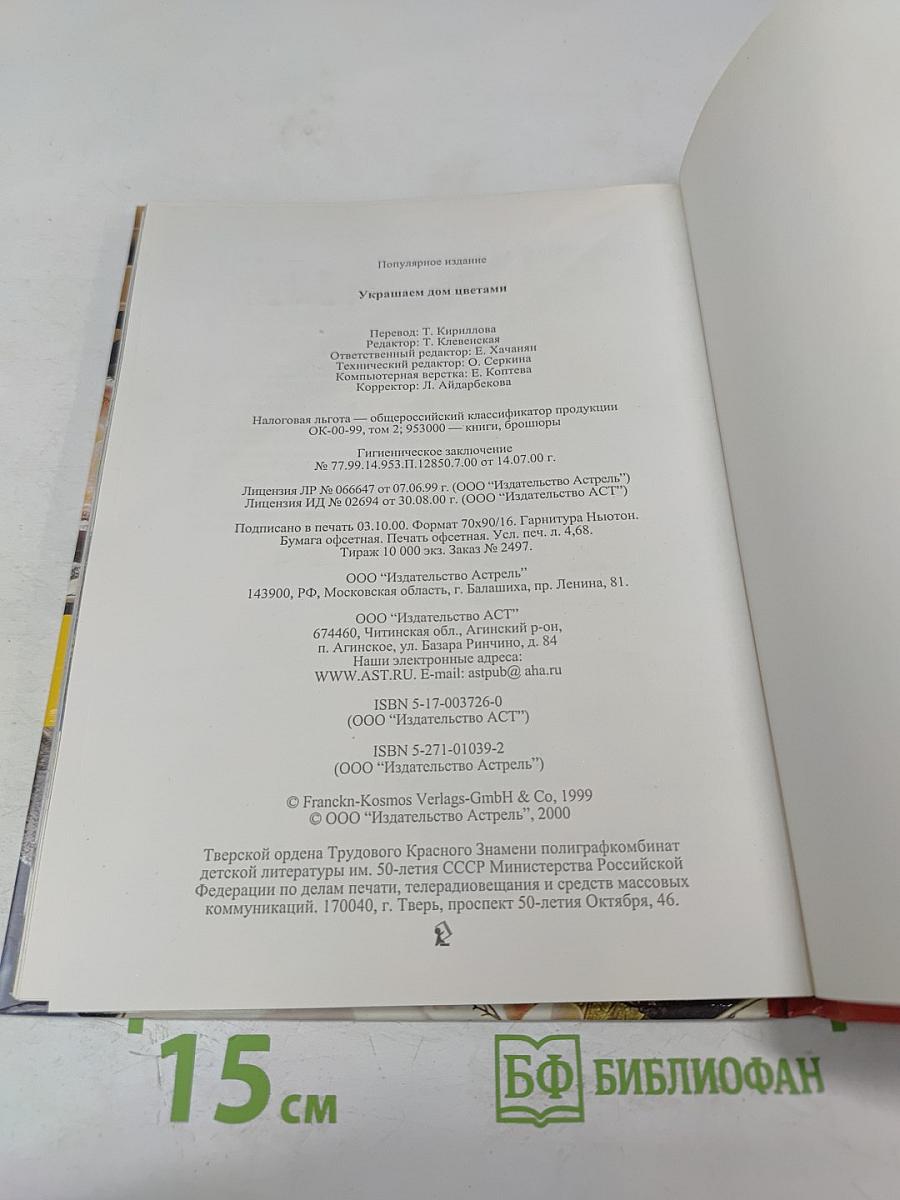 Популярное издание
Украшаем дом цветами
Перевод: Т. Кириллова
Редактор: Т. Клевенская
Ответственный редактор: Е. Хачанян
Технический редактор: О. Серкина
Компьютерная верстка: Е. Коптева
Корректор: Л. Айдарбекова
Налоговая льгота — общероссийский классификатор продукции
ОК-00-99, том 2; 953000 — книги, брошюры
Гигиеническое заключение
№ 77.99.14.953.П.12850.7.00 от 14.07.00 г.
Лицензия ЛР № 066647 от 07.06.99 г. (ООО “Издательство Астрель”)
Лицензия ИД № 02694 от 30.08.00 г. (ООО “Издательство АСТ”)
Подписано в печать 03.10.00. Формат 70х90/16. Гарнитура Ньютон.
Бумага офсетная. Печать офсетная. Усл. печ. л. 4,68.
Тираж 10 000 экз. Заказ № 2497.
ООО “Издательство Астрель”
143900, РФ, Московская область, г. Балашиха, пр. Ленина, 81.
ООО “Издательство АСТ”
674460, Читинская обл., Агинский р-он,
п. Агинское, ул. Базара Ринчино, д. 84
Наши электронные адреса:
WWW.AST.RU. E-mail: astpub@ aha.ru
ISBN 5-17-003726-0
(ООО “Издательство АСТ”)
ISBN 5-271-01039-2
(ООО “Издательство Астрель”)
© Franckn-Kosmos Verlags-GmbH & Co, 1999
© ООО “Издательство Астрель”, 2000
Тверской ордена Трудового Красного Знамени полиграфкомбинат
детской литературы им. 50-летия СССР Министерства Российской
Федерации по делам печати, телерадиовещания и средств массовых
коммуникаций. 170040, г. Тверь, проспект 50-летия Октября, 46.
15 см
БФ БИБЛИОФАН